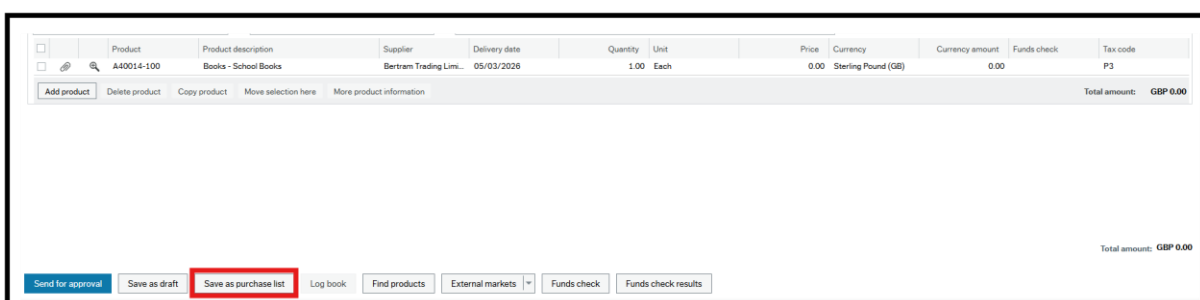 Product Product description Supplier Delivery date Quantity Unit Price Currency Currency amount Funds check Tax code
A40014-100 Books - School Books Bertram Trading Limi... 05/03/2026 1.00 Each 0.00 Sterling Pound (GB) 0.00 P3
Add product Delete product Copy product Move selection here More product information Total amount: GBP 0.00
Total amount: GBP 0.00
Send for approval Save as draft Save as purchase list Log book Find products External markets Funds check Funds check results